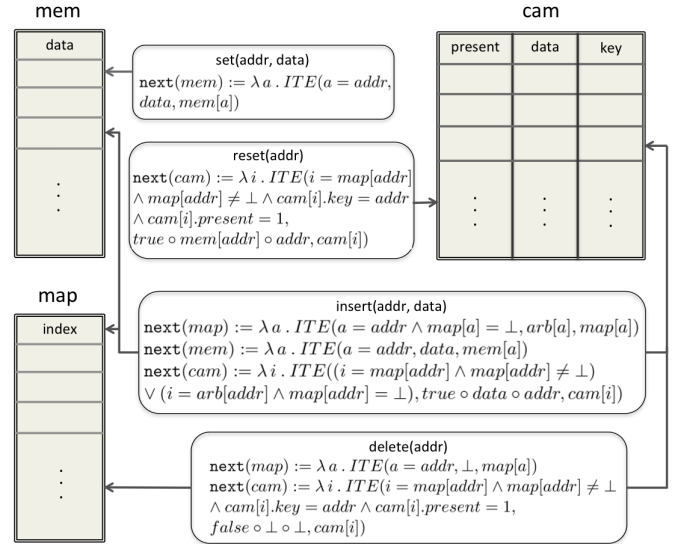 mem
data
set(addr, data)
next(mem) := λ a . ITE(a = addr,
data, mem[a])
cam
present data key
reset(addr)
next(cam) := λ i . ITE(i = map[addr]
∧ map[addr] ≠ ⊥ ∧ cam[i].key = addr
∧ cam[i].present = 1,
true ∘ mem[addr] ∘ addr, cam[i])
map
index
insert(addr, data)
next(map) := λ a . ITE(a = addr ∧ map[a] = ⊥, arb[a], map[a])
next(mem) := λ a . ITE(a = addr, data, mem[a])
next(cam) := λ i . ITE((i = map[addr] ∧ map[addr] ≠ ⊥)
∨ (i = arb[addr] ∧ map[addr] = ⊥), true ∘ data ∘ addr, cam[i])
delete(addr)
next(map) := λ a . ITE(a = addr, ⊥, map[a])
next(cam) := λ i . ITE(i = map[addr] ∧ map[addr] ≠ ⊥
∧ cam[i].key = addr ∧ cam[i].present = 1,
false ∘ ⊥ ∘ ⊥, cam[i])